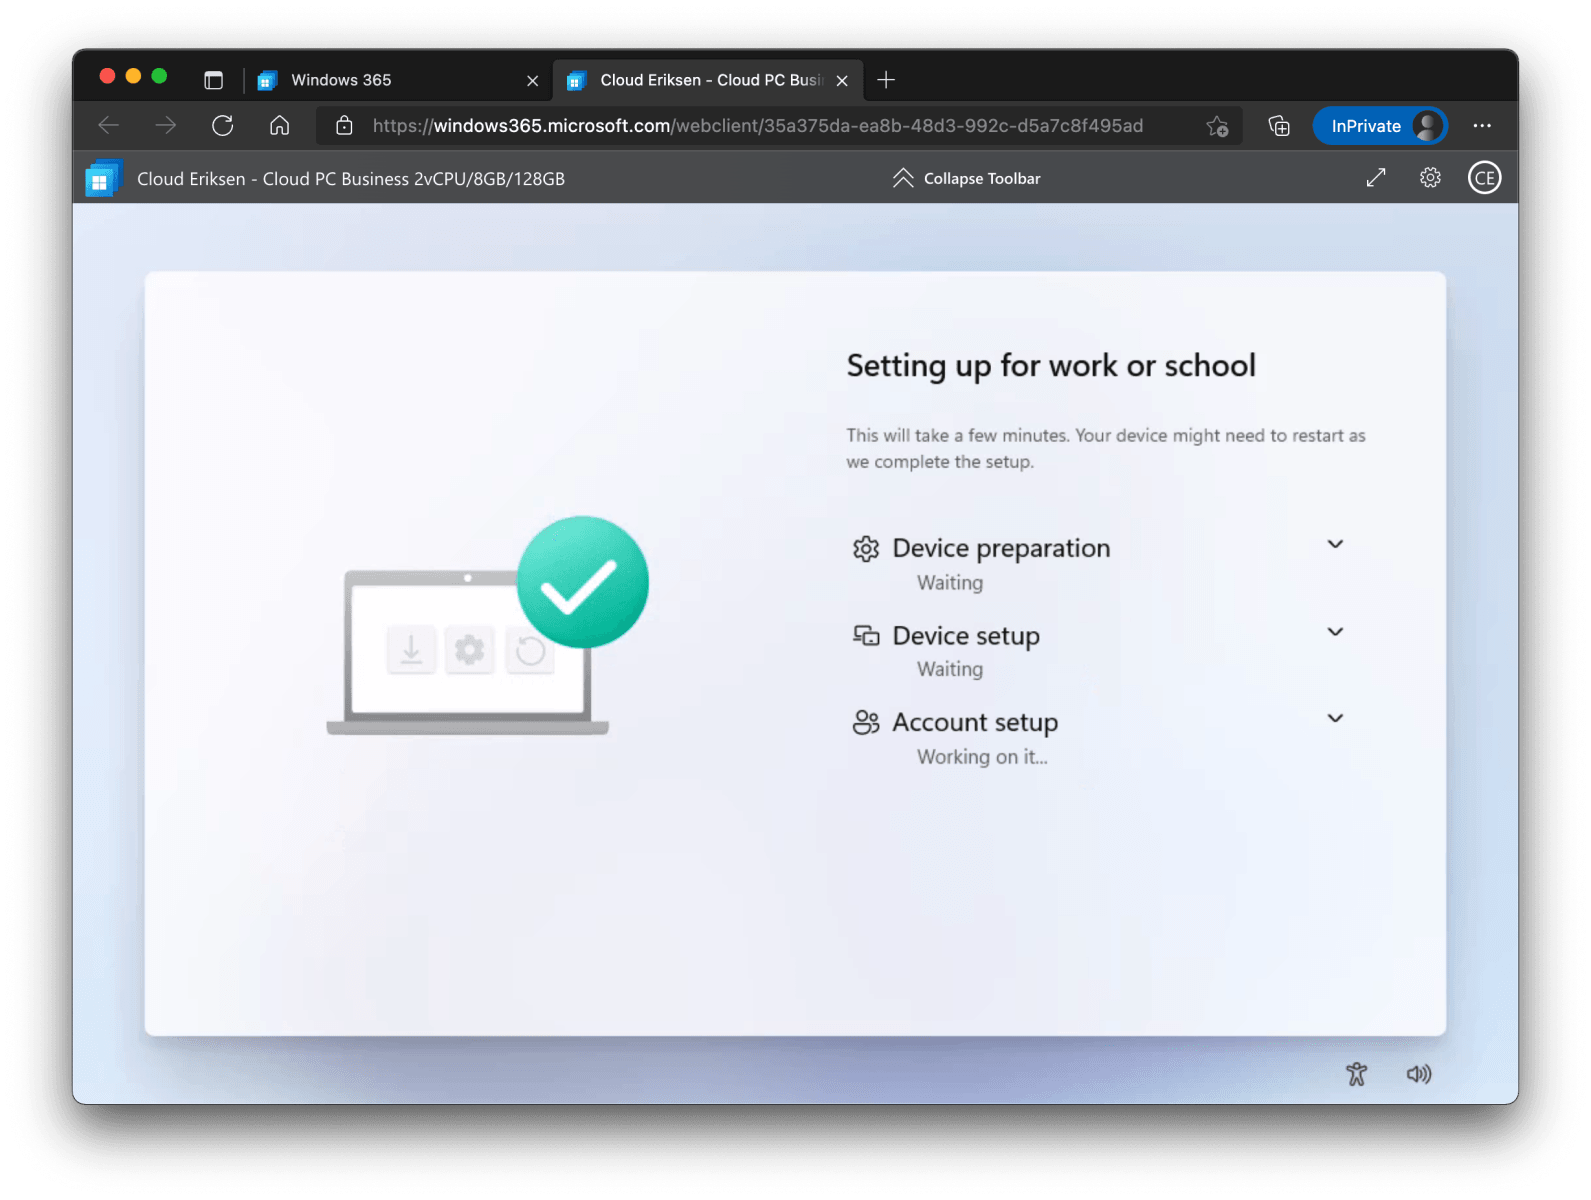 Windows 365
Cloud Eriksen - Cloud PC Busi
https://windows365.microsoft.com/webclient/35a375da-ea8b-48d3-992c-d5a7c8f495ad
InPrivate
Cloud Eriksen - Cloud PC Business 2vCPU/8GB/128GB
Collapse Toolbar
CE
Setting up for work or school
This will take a few minutes. Your device might need to restart as
we complete the setup.
Device preparation
Waiting
Device setup
Waiting
Account setup
Working on it...